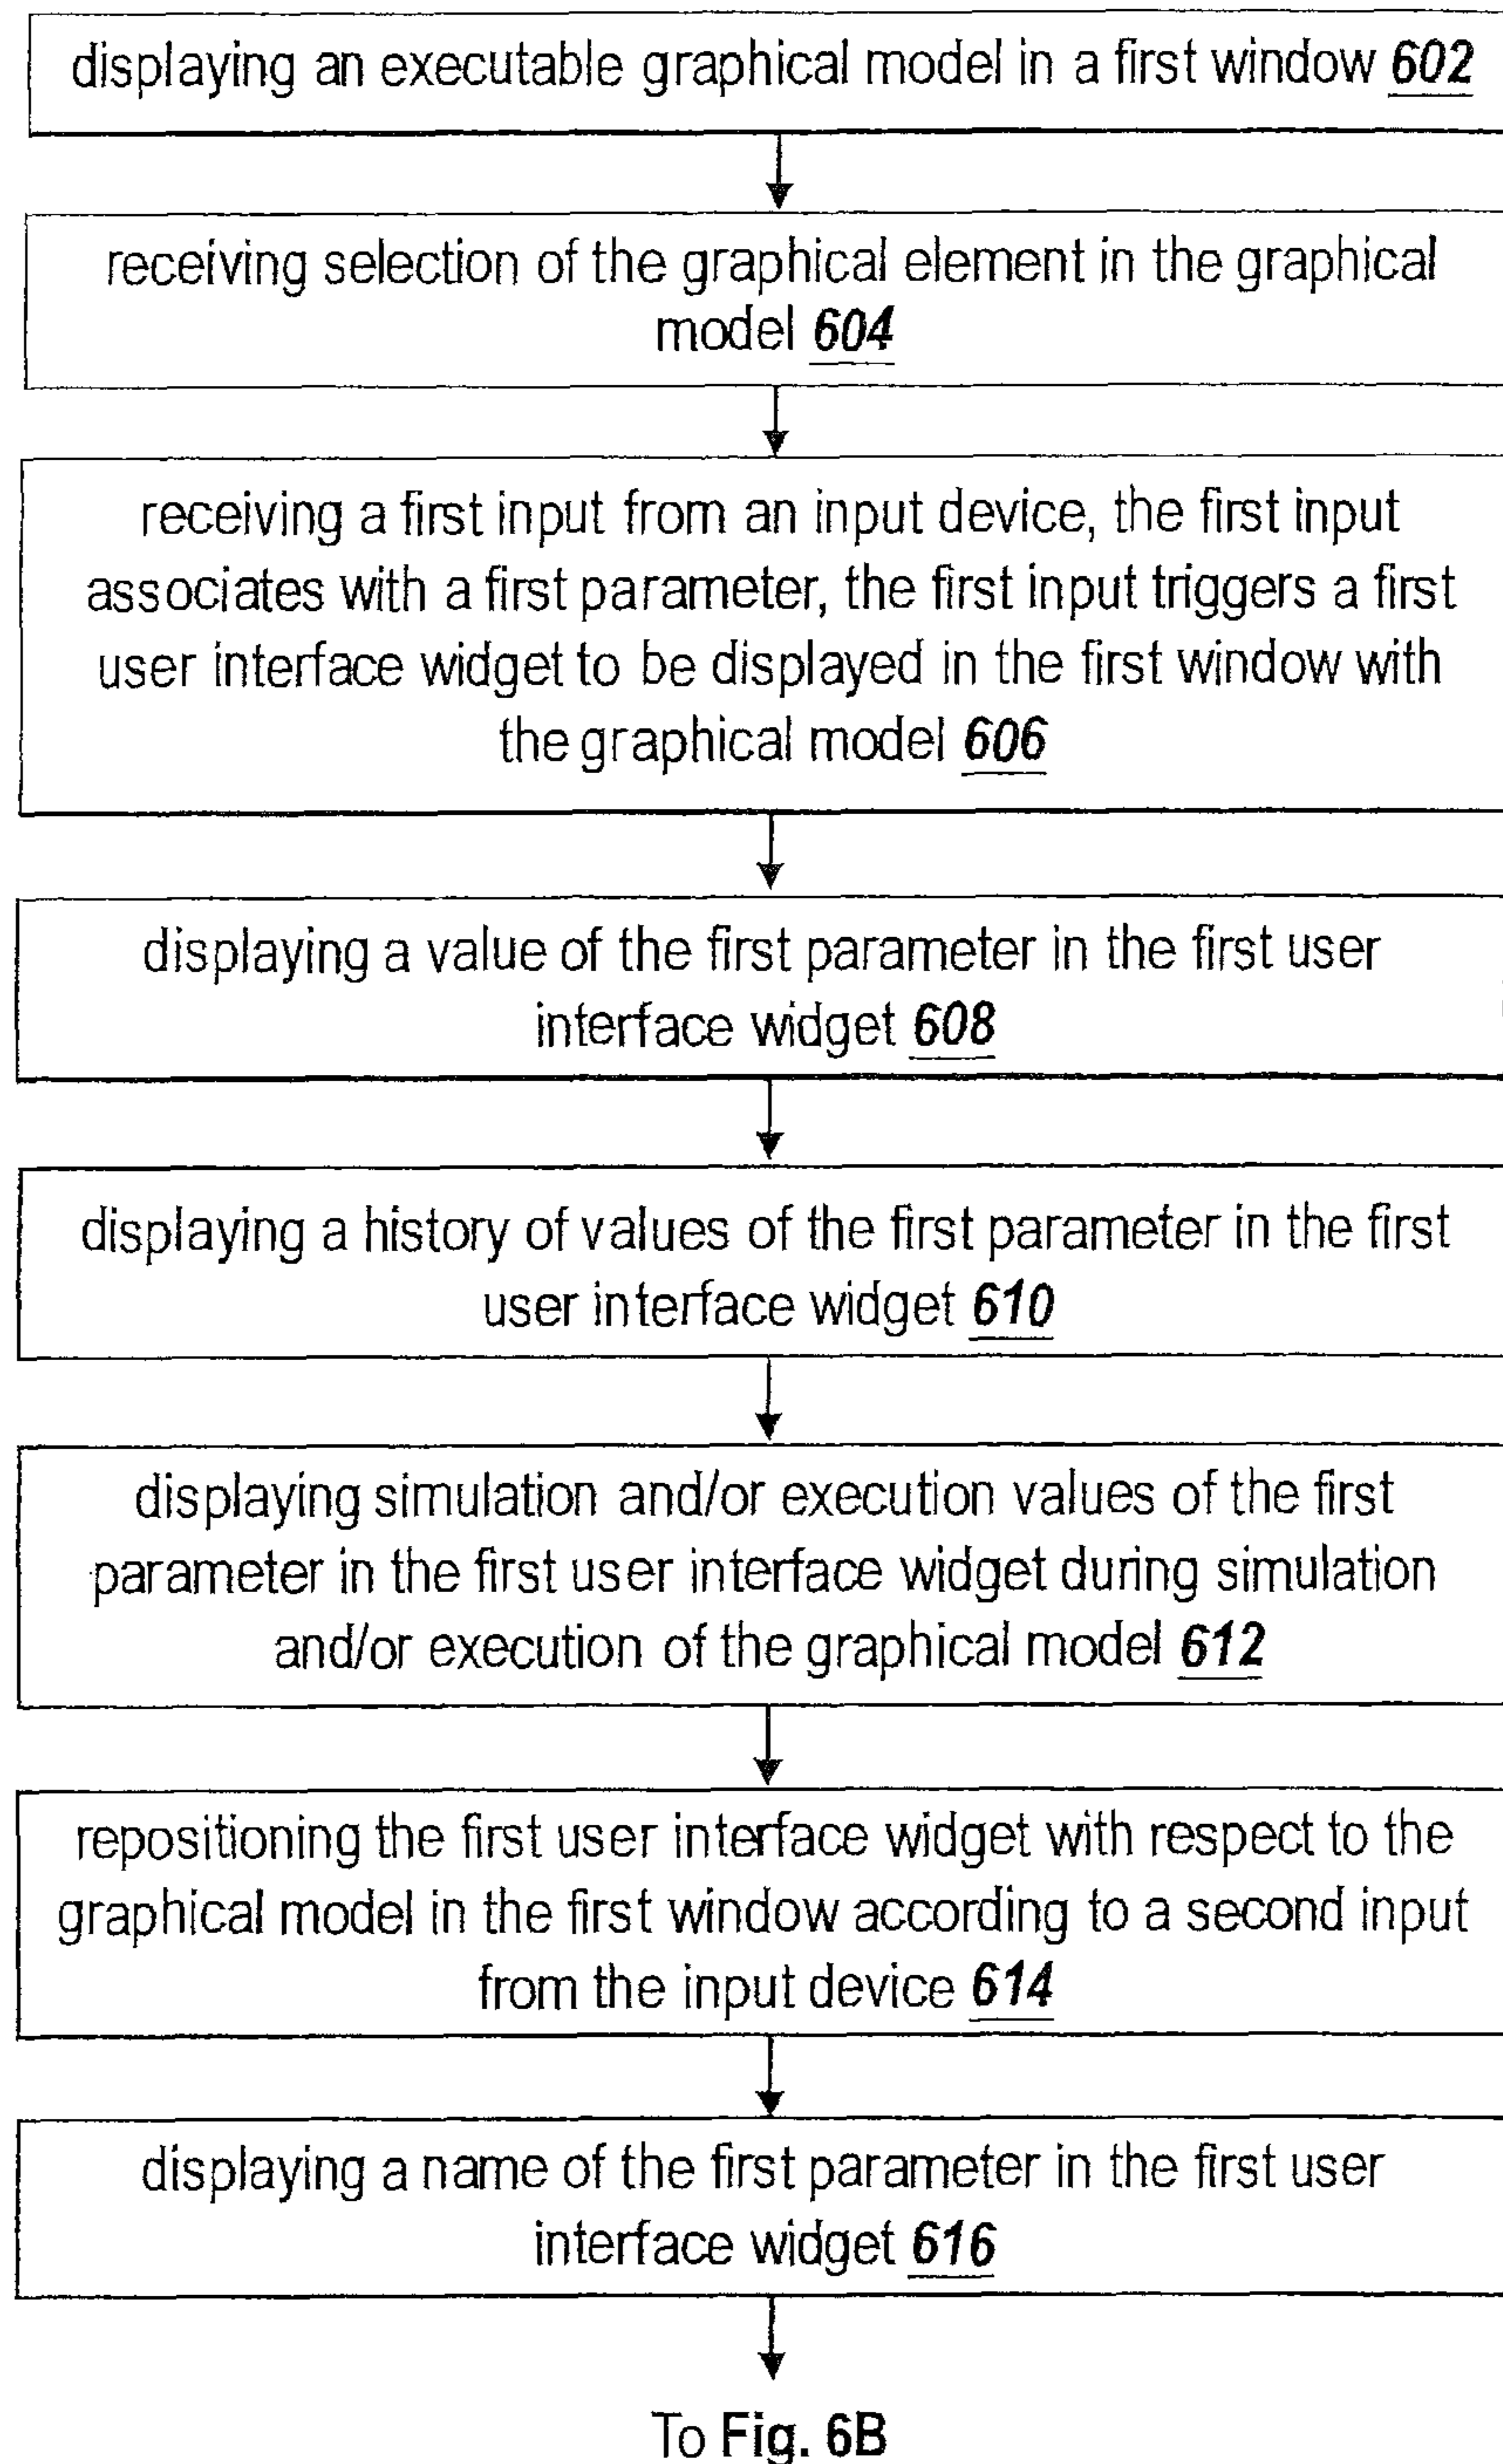 displaying an executable graphical model in a first window 602
receiving selection of the graphical element in the graphical
model 604
receiving a first input from an input device, the first input
associates with a first parameter, the first input triggers a first
user interface widget to be displayed in the first window with
the graphical model 606
displaying a value of the first parameter in the first user
interface widget 608
displaying a history of values of the first parameter in the first
user interface widget 610
displaying simulation and/or execution values of the first
parameter in the first user interface widget during simulation
and/or execution of the graphical model 612
repositioning the first user interface widget with respect to the
graphical model in the first window according to a second input
from the input device 614
displaying a name of the first parameter in the first user
interface widget 616
To Fig. 6B